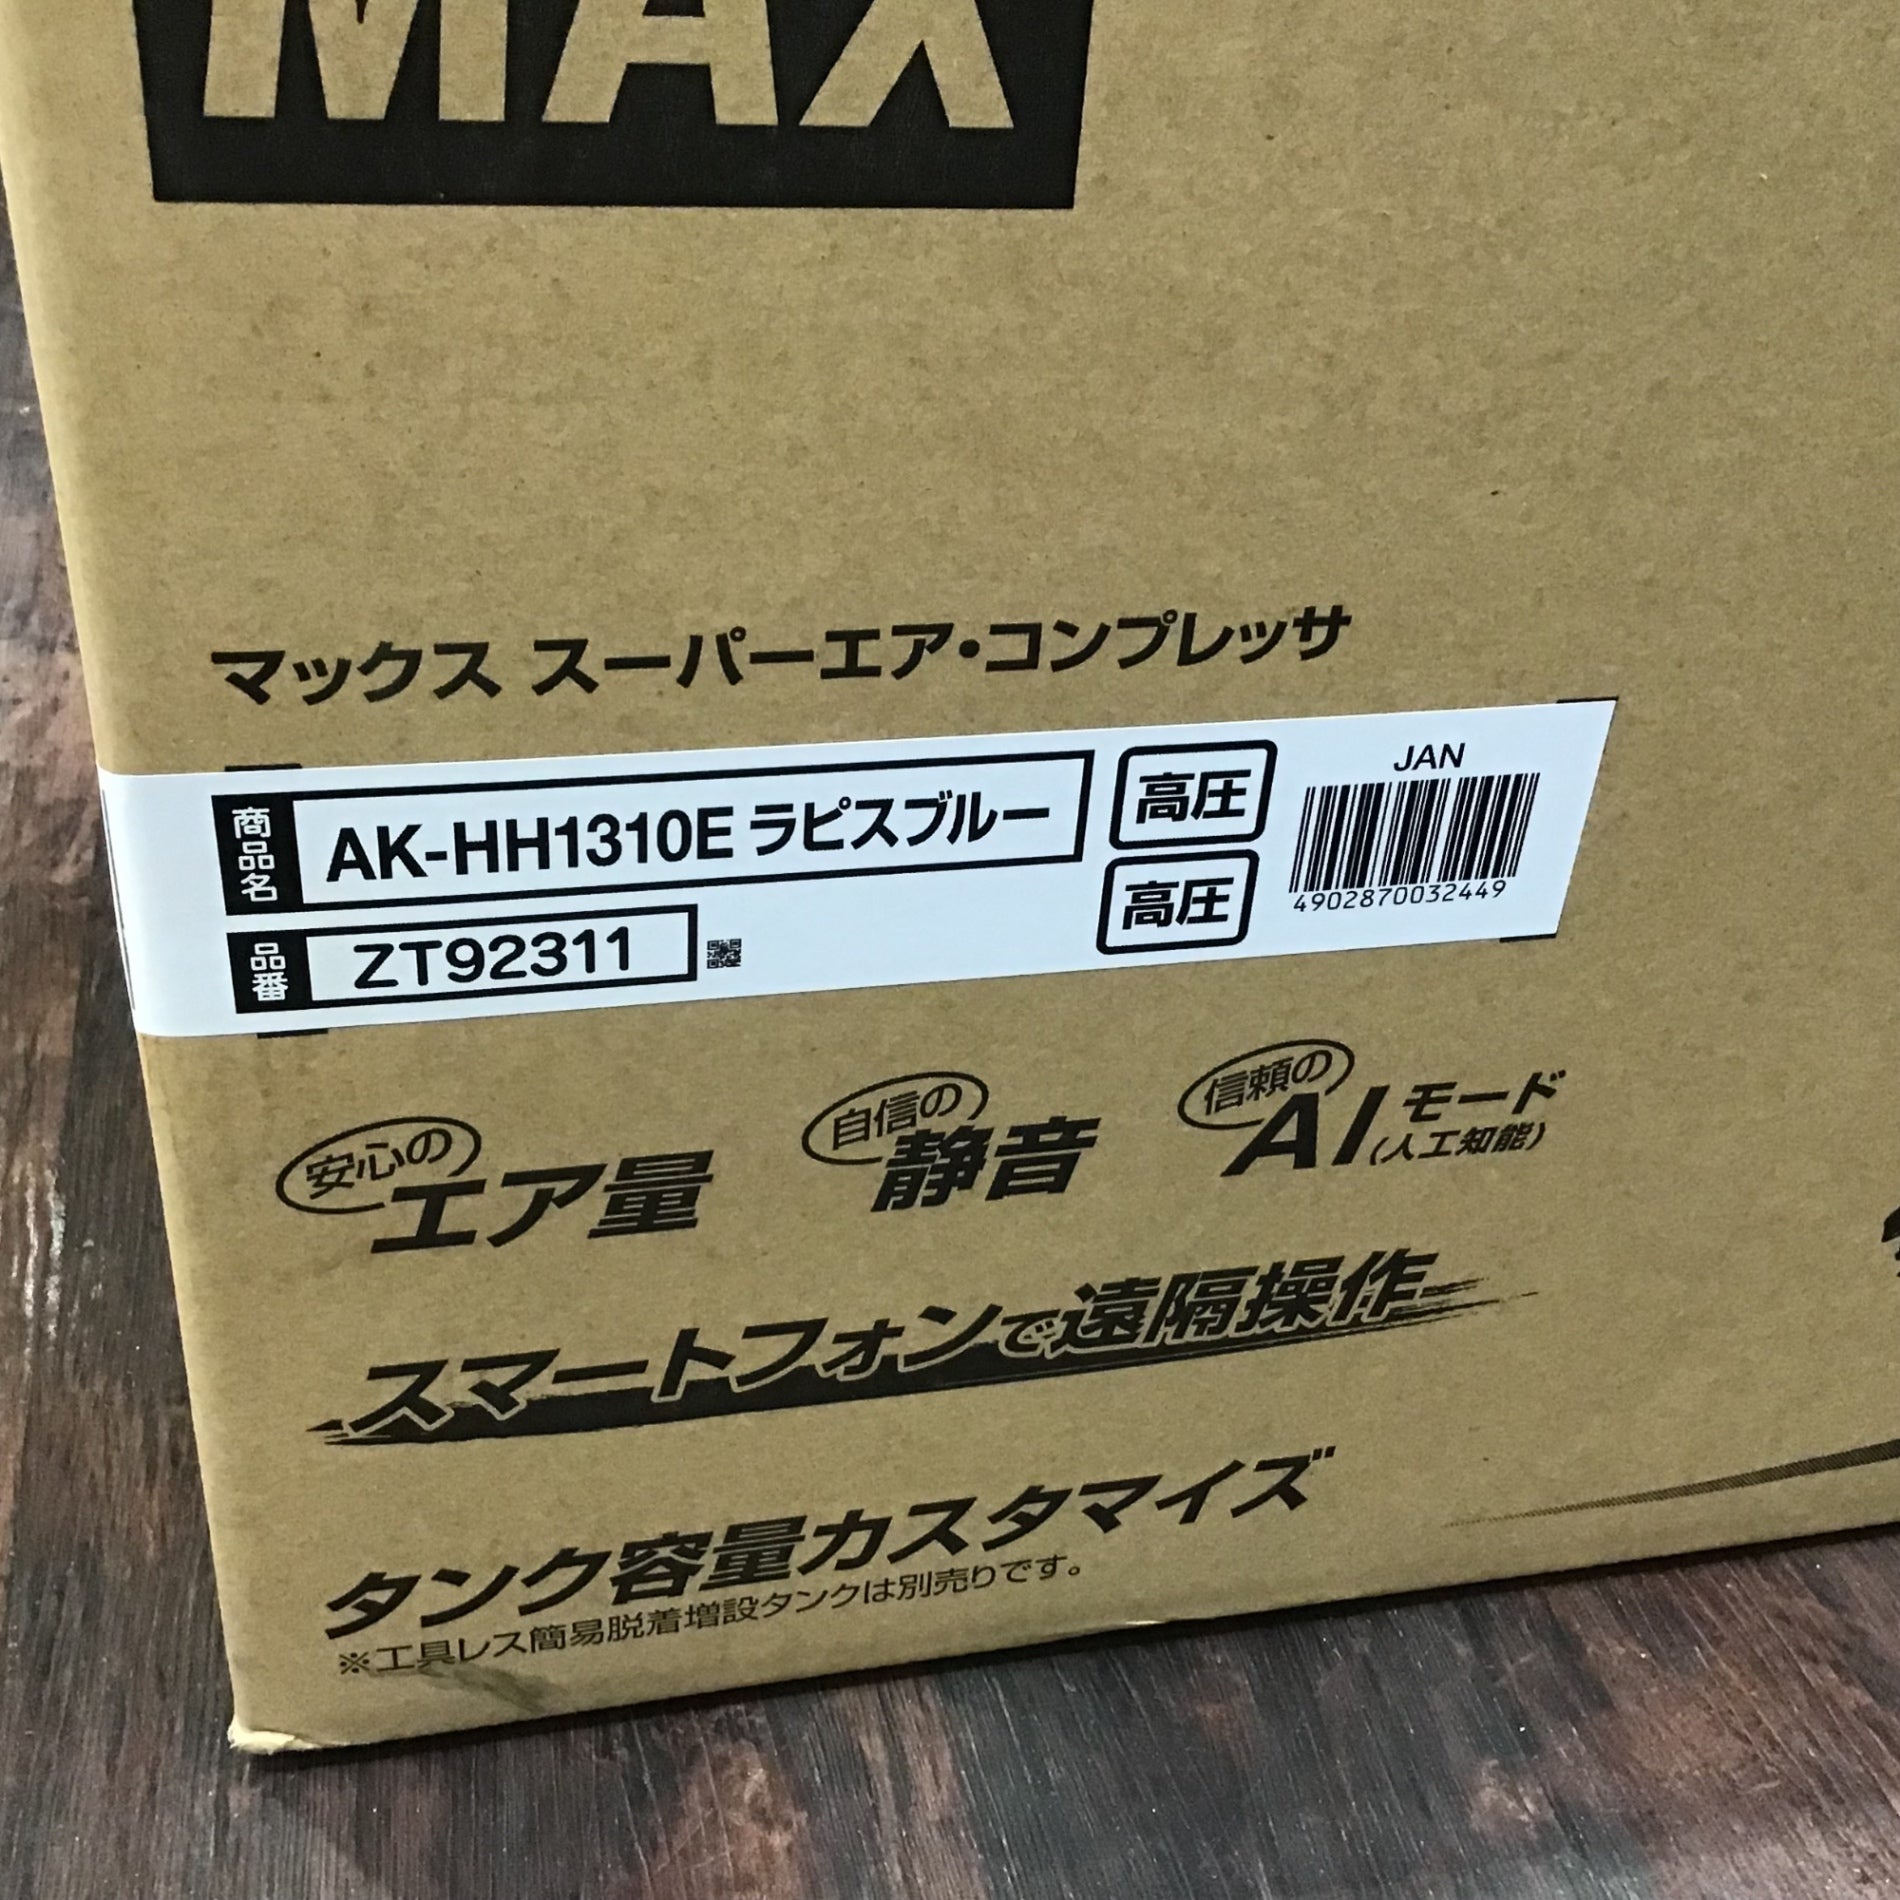 MAX
マックス スーパーエア・コンプレッサ
商品名 AK-HH1310E ラピスブルー
高圧
高圧
JAN
4902870032449
品番 ZT92311
安心の エア量
自信の 静音
信頼の AIモード (人工知能)
スマートフォンで遠隔操作
タンク容量カスタマイズ
※工具レス簡易脱着増設タンクは別売りです。